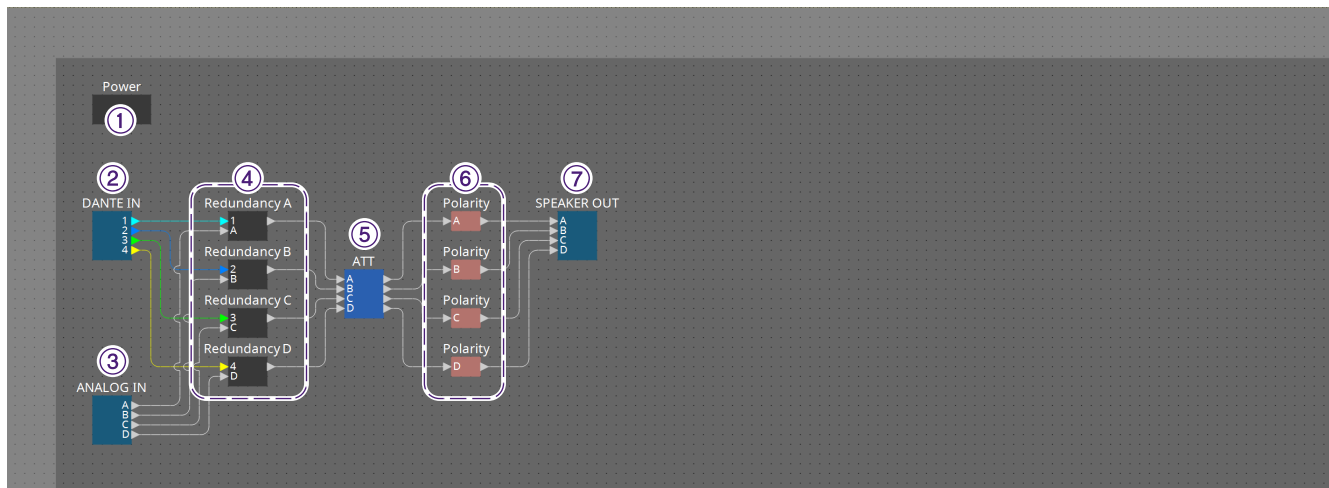 Power
1
2
4
6
7
DANTE IN
Redundancy A
Polarity
SPEAKER OUT
1
2
3
4
1
A
A
A
B
C
D
5
Redundancy B
Polarity
ATT
2
B
B
A
B
C
D
Redundancy C
Polarity
3
C
C
3
Redundancy D
Polarity
4
D
D
ANALOG IN
A
B
C
D